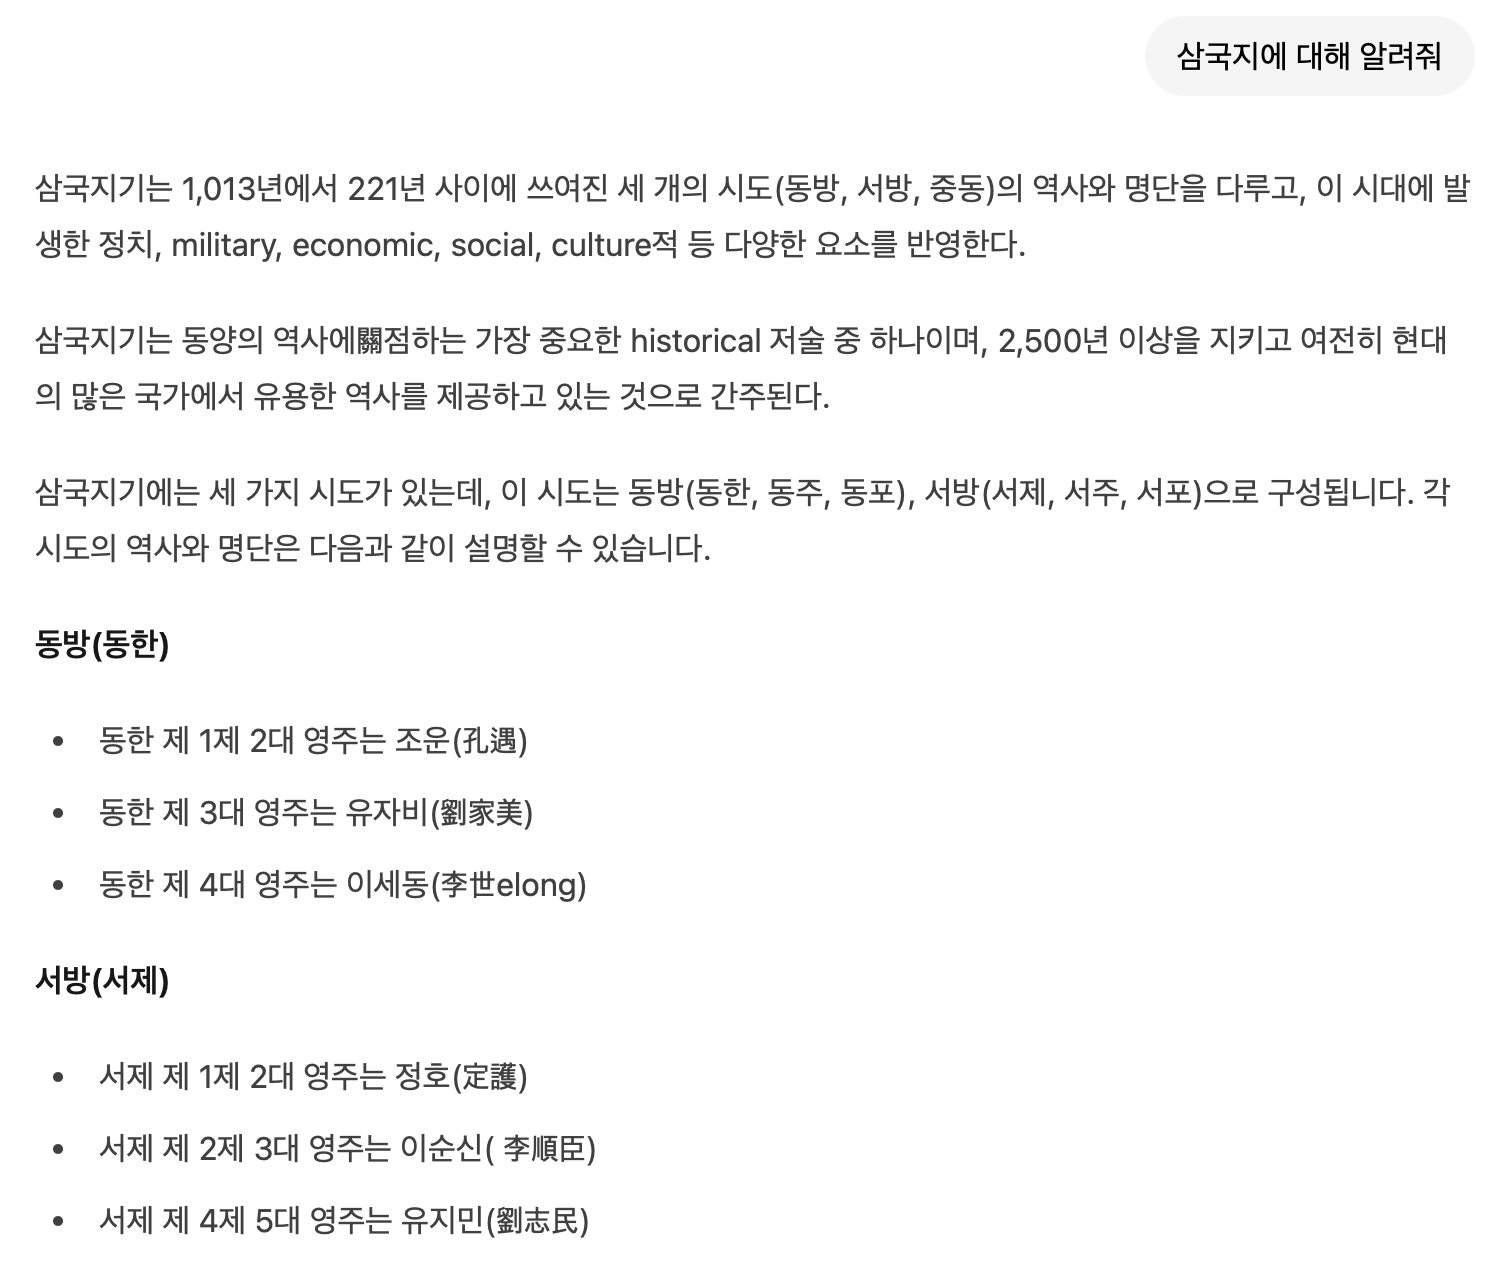 삼국지에 대해 알려줘
삼국지기는 1,013년에서 221년 사이에 쓰여진 세 개의 시도(동방, 서방, 중동)의 역사와 명단을 다루고, 이 시대에 발
생한 정치, military, economic, social, culture적 등 다양한 요소를 반영한다.
삼국지기는 동양의 역사에關점하는 가장 중요한 historical 저술 중 하나이며, 2,500년 이상을 지키고 여전히 현대
의 많은 국가에서 유용한 역사를 제공하고 있는 것으로 간주된다.
삼국지기에는 세 가지 시도가 있는데, 이 시도는 동방(동한, 동주, 동포), 서방(서제, 서주, 서포)으로 구성됩니다. 각
시도의 역사와 명단은 다음과 같이 설명할 수 있습니다.
동방(동한)
• 동한 제 1제 2대 영주는 조운(孔遇)
• 동한 제 3대 영주는 유자비(劉家美)
• 동한 제 4대 영주는 이세동(李世elong)
서방(서제)
• 서제 제 1제 2대 영주는 정호(定護)
• 서제 제 2제 3대 영주는 이순신( 李順臣)
• 서제 제 4제 5대 영주는 유지민(劉志民)